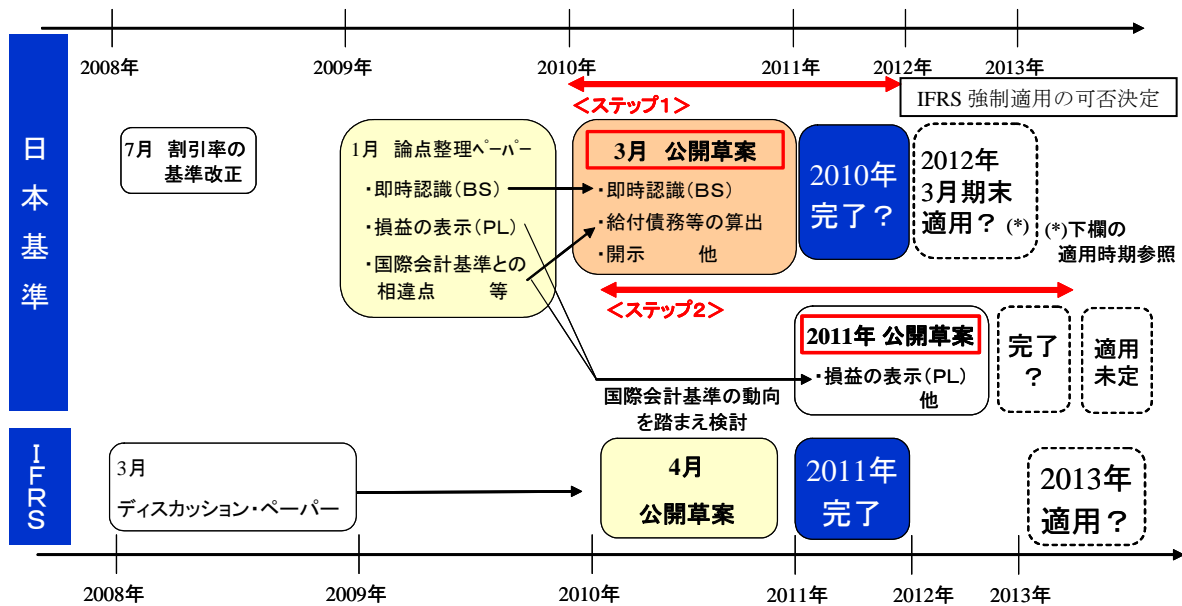 2008年
2009年
2010年
2011年
2012年
2013年
日本基準
<ステップ1>
IFRS 強制適用の可否決定
7月 割引率の
基準改正
1月 論点整理ペーパー
・即時認識(BS)
・損益の表示(PL)
・国際会計基準との
相違点 等
3月 公開草案
・即時認識(BS)
・給付債務等の算出
・開示 他
2010年
完了?
2012年
3月期末
適用? (*)
(*)下欄の
適用時期参照
<ステップ2>
2011年 公開草案
・損益の表示(PL)
他
完了
?
適用
未定
国際会計基準の動向
を踏まえ検討
IFRS
3月
ディスカッション・ペーパー
4月
公開草案
2011年
完了
2013年
適用?
2008年
2009年
2010年
2011年
2012年
2013年